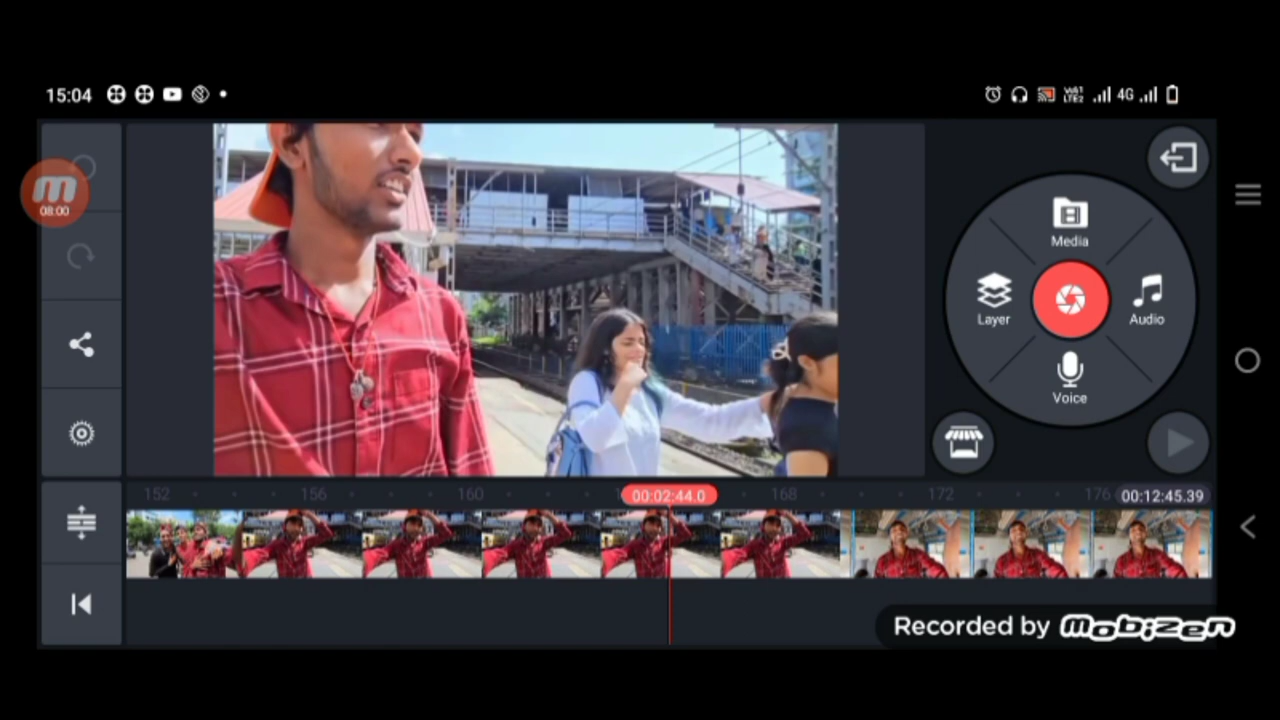 15:04
4G
m
08:00
Media
Layer
Audio
Voice
152
156
160
00:02:44.0
168
172
176
00:12:45.39
Recorded by Mobizen